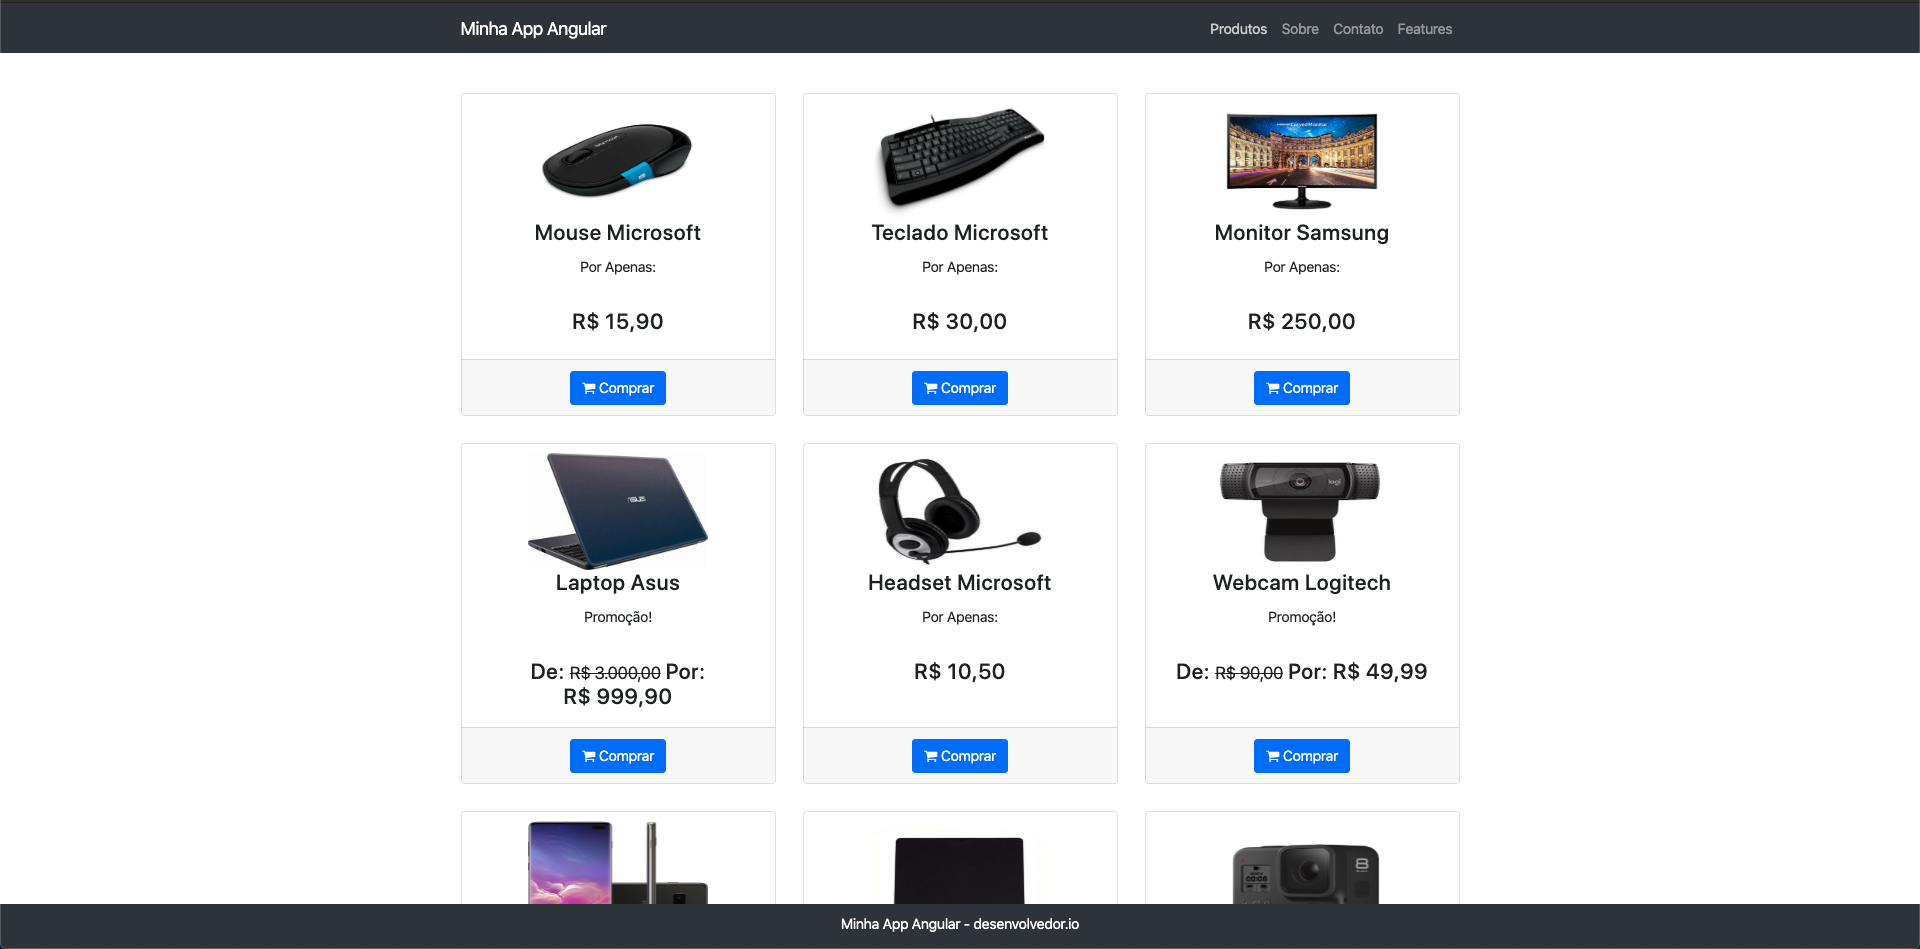 Minha App Angular
Produtos Sobre Contato Features
Mouse Microsoft
Por Apenas:
R$ 15,90
Comprar
Teclado Microsoft
Por Apenas:
R$ 30,00
Comprar
Monitor Samsung
Por Apenas:
R$ 250,00
Comprar
ASUS
Laptop Asus
Promoção!
De: R$ 3.000,00 Por:
R$ 999,90
Comprar
Headset Microsoft
Por Apenas:
R$ 10,50
Comprar
logi
Webcam Logitech
Promoção!
De: R$ 90,00 Por: R$ 49,99
Comprar
8
Minha App Angular - desenvolvedor.io